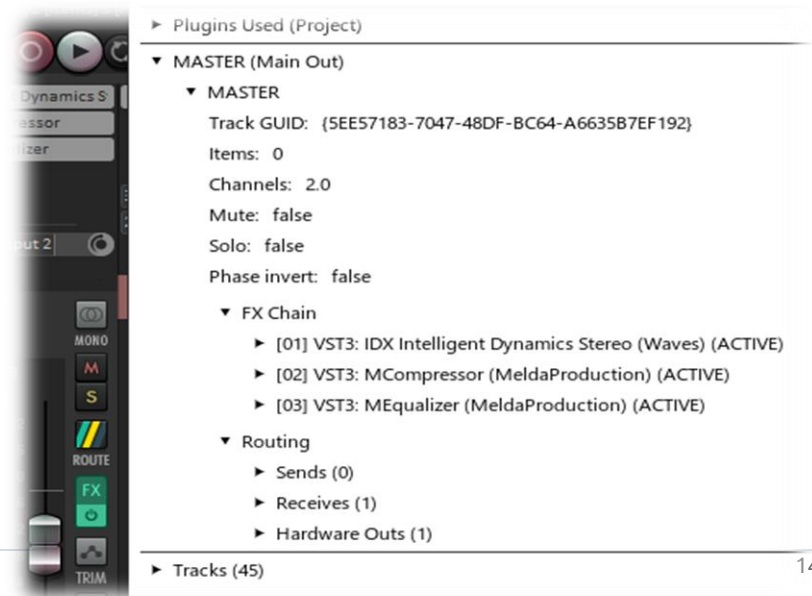 ▶ Plugins Used (Project)
▼ MASTER (Main Out)
▼ MASTER
Track GUID: {5EE57183-7047-48DF-BC64-A6635B7EF192}
Items: 0
Channels: 2.0
Mute: false
Solo: false
Phase invert: false
▼ FX Chain
▶ [01] VST3: IDX Intelligent Dynamics Stereo (Waves) (ACTIVE)
▶ [02] VST3: MCompressor (MeldaProduction) (ACTIVE)
▶ [03] VST3: MEqualizer (MeldaProduction) (ACTIVE)
▼ Routing
▶ Sends (0)
▶ Receives (1)
▶ Hardware Outs (1)
▶ Tracks (45)
14
Dynamics S
essor
izer
out 2
MONO
M
S
ROUTE
FX
TRIM